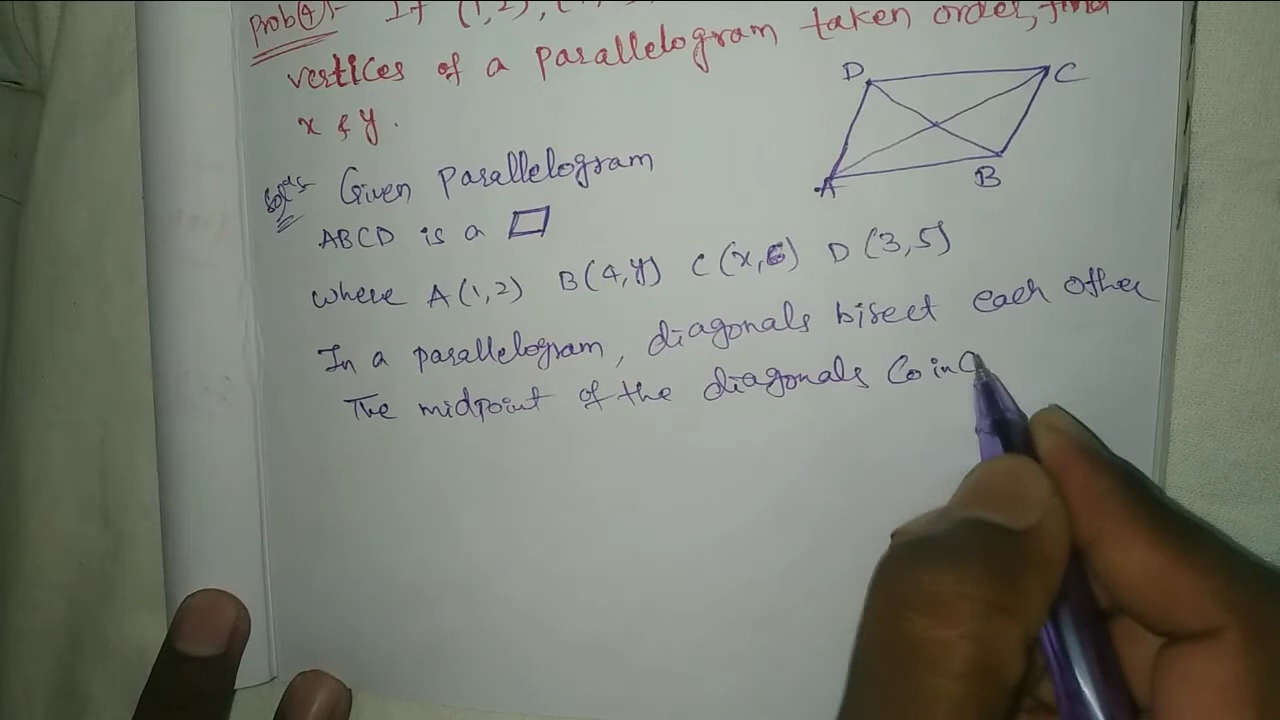 Prob(4):- If (1,2),
vertices of a parallelogram taken order, find
x & y.
D C
A B
Sol:- Given parallelogram
ABCD is a
where A(1,2) B(4,y) C(x,6) D(3,5)
In a parallelogram, diagonals bisect each other
The midpoint of the diagonals Coinc